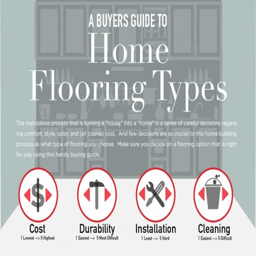 A BUYERS GUIDE TO
Home
Flooring Types
The meticulous process that is turning a "house" into a "home" is a series of careful decisions regard-
ing comfort, style, color, and (of course) cost. And few decisions are as crucial to this home building
process as what type of flooring you choose. Make sure you decide on a flooring option that is right
for you using this handy buying guide.
$
Cost
Durability
Installation
Cleaning
1 Lowest --> 5 Highest
1 Easiest --> 5 Most Difficult
1 Least --> 5 Hard
1 Easiest --> 5 Difficult